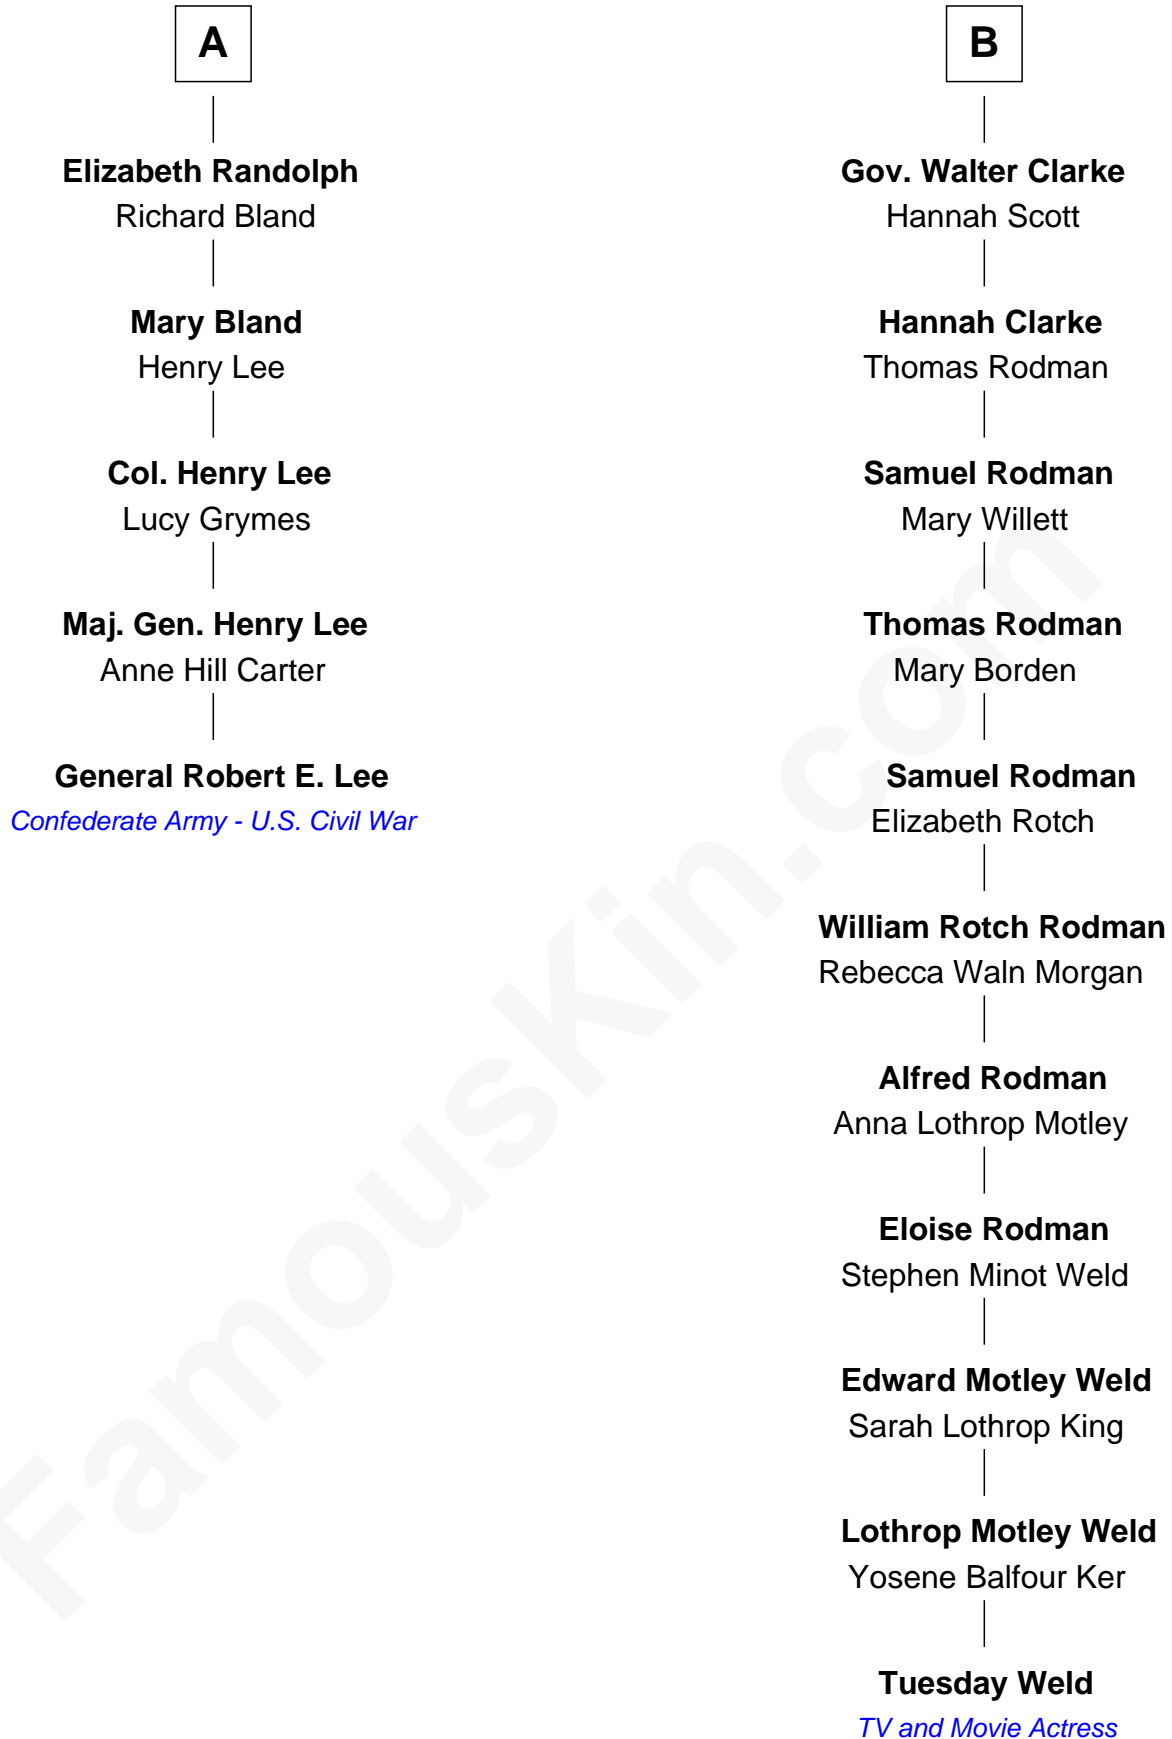 A
Elizabeth Randolph
Richard Bland
Mary Bland
Henry Lee
Col. Henry Lee
Lucy Grymes
Maj. Gen. Henry Lee
Anne Hill Carter
General Robert E. Lee
Confederate Army - U.S. Civil War
B
Gov. Walter Clarke
Hannah Scott
Hannah Clarke
Thomas Rodman
Samuel Rodman
Mary Willett
Thomas Rodman
Mary Borden
Samuel Rodman
Elizabeth Rotch
William Rotch Rodman
Rebecca Waln Morgan
Alfred Rodman
Anna Lothrop Motley
Eloise Rodman
Stephen Minot Weld
Edward Motley Weld
Sarah Lothrop King
Lothrop Motley Weld
Yosene Balfour Ker
Tuesday Weld
TV and Movie Actress
FamousKin.com